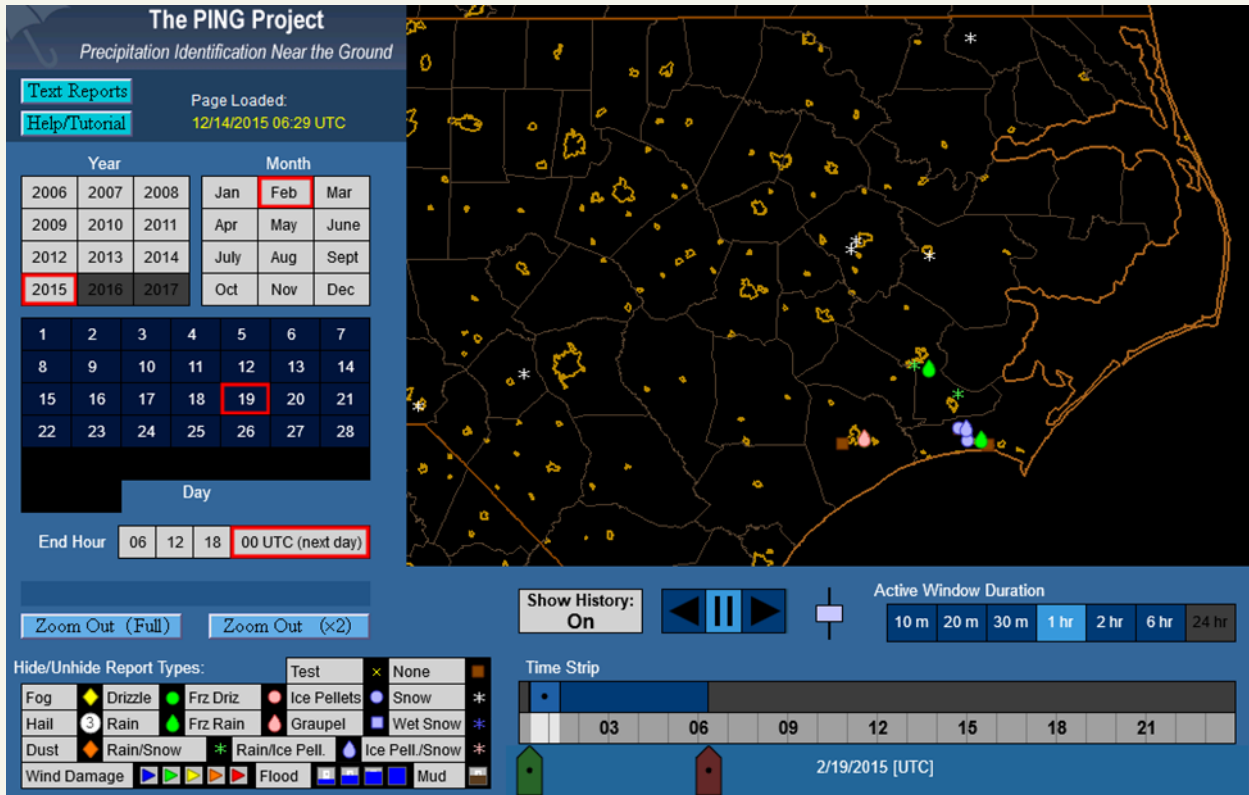 The PING Project
Precipitation Identification Near the Ground
Text Reports
Help/Tutorial
Page Loaded:
12/14/2015 06:29 UTC
Year Month
2006 2007 2008 Jan Feb Mar
2009 2010 2011 Apr May June
2012 2013 2014 July Aug Sept
2015 2016 2017 Oct Nov Dec
1 2 3 4 5 6 7
8 9 10 11 12 13 14
15 16 17 18 19 20 21
22 23 24 25 26 27 28
Day
End Hour 06 12 18 00 UTC (next day)
Zoom Out (Full) Zoom Out (×2)
Show History:
On
Active Window Duration
10 m 20 m 30 m 1 hr 2 hr 6 hr 24 hr
Hide/Unhide Report Types: Test None
Fog Drizzle Frz Driz Ice Pellets Snow
Hail 3 Rain Frz Rain Graupel Wet Snow
Dust Rain/Snow Rain/Ice Pell. Ice Pell./Snow
Wind Damage Flood Mud
Time Strip
03 06 09 12 15 18 21
2/19/2015 [UTC]